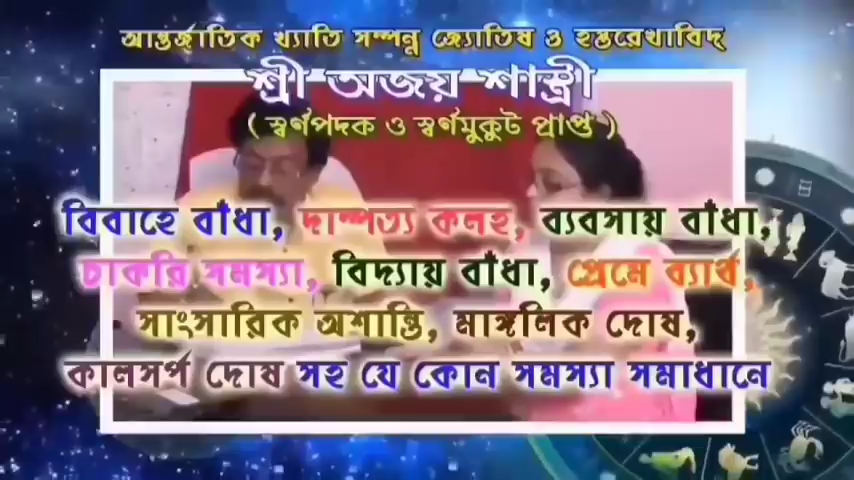 আন্তর্জাতিক খ্যাতি সম্পন্ন জ্যোতিষ ও হস্তরেখাবিদ্
শ্রী অজয় শাস্ত্রী
( স্বর্ণপদক ও স্বর্ণমুকুট প্রাপ্ত )
বিবাহে বাঁধা, দাম্পত্য কলহ, ব্যবসায় বাঁধা,
চাকরি সমস্যা, বিদ্যায় বাঁধা, প্রেমে ব্যার্থ,
সাংসারিক অশান্তি, মাঙ্গলিক দোষ,
কালসর্প দোষ সহ যে কোন সমস্যা সমাধানে